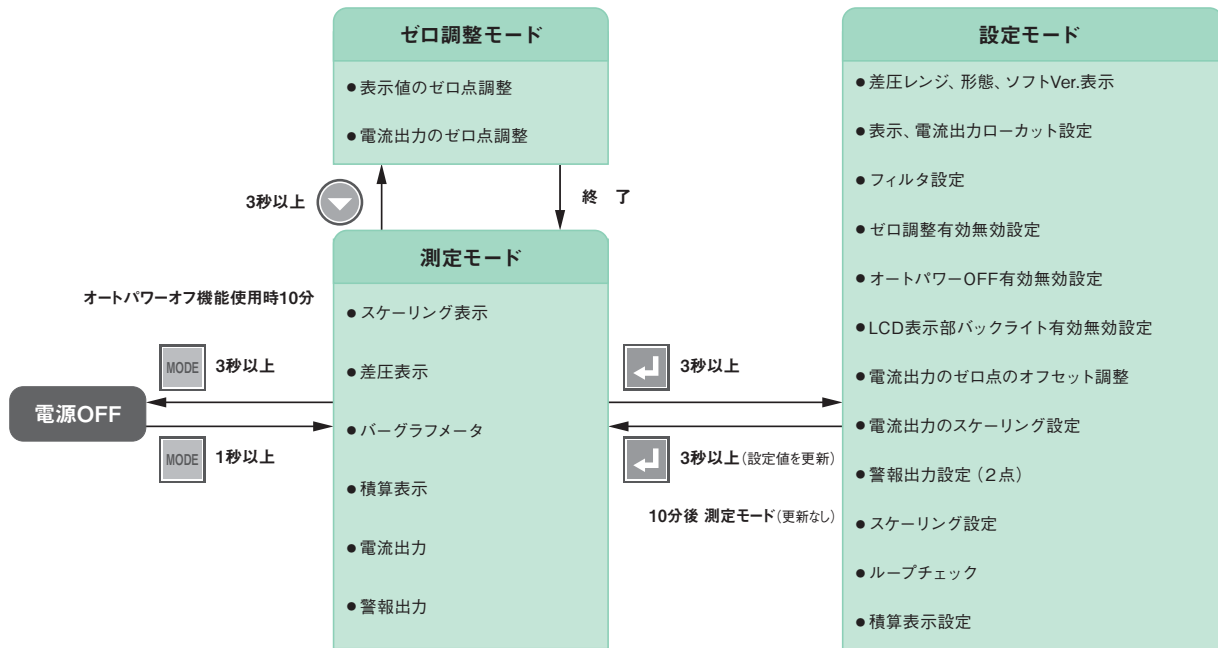 ゼロ調整モード
●表示値のゼロ点調整
●電流出力のゼロ点調整
3秒以上
終 了
測定モード
●スケーリング表示
●差圧表示
●バーグラフメータ
●積算表示
●電流出力
●警報出力
オートパワーオフ機能使用時10分
MODE 3秒以上
電源OFF
MODE 1秒以上
3秒以上
3秒以上(設定値を更新)
10分後 測定モード(更新なし)
設定モード
●差圧レンジ、形態、ソフトVer.表示
●表示、電流出力ローカット設定
●フィルタ設定
●ゼロ調整有効無効設定
●オートパワーOFF有効無効設定
●LCD表示部バックライト有効無効設定
●電流出力のゼロ点のオフセット調整
●電流出力のスケーリング設定
●警報出力設定(2点)
●スケーリング設定
●ループチェック
●積算表示設定